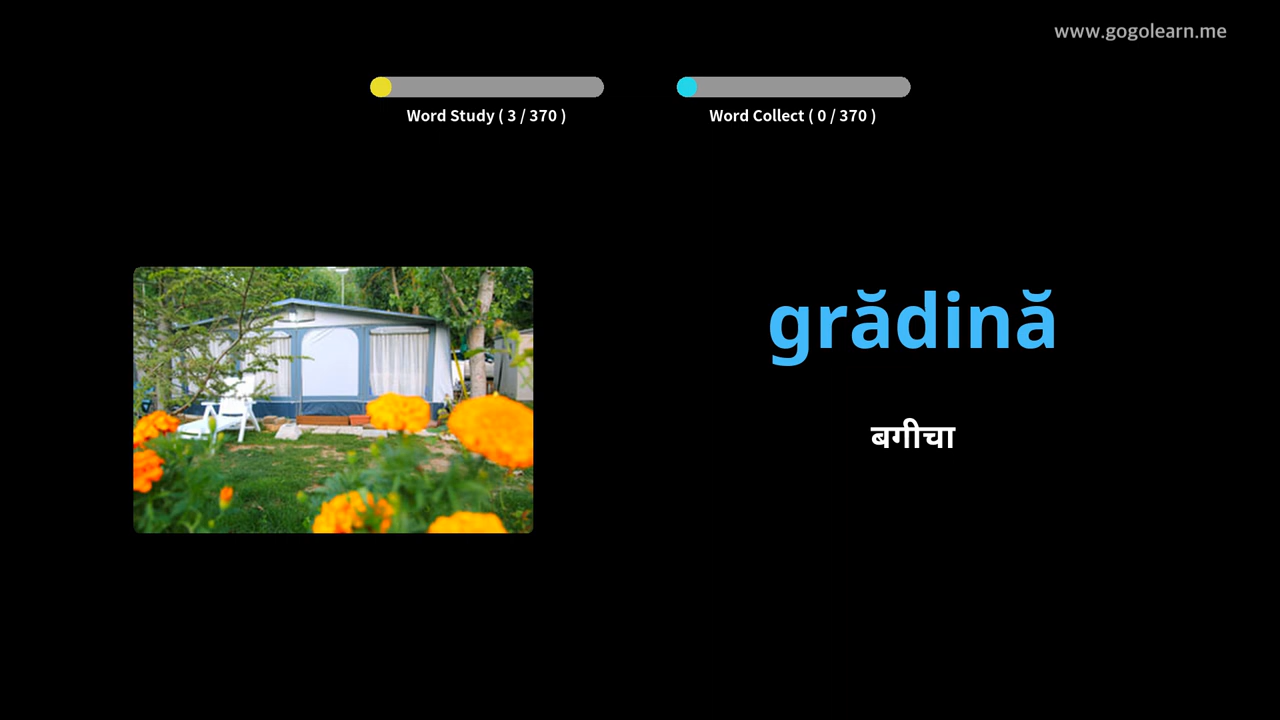 www.gogolearn.me
Word Study ( 3 / 370 )
Word Collect ( 0 / 370 )
grădină
बगीचा